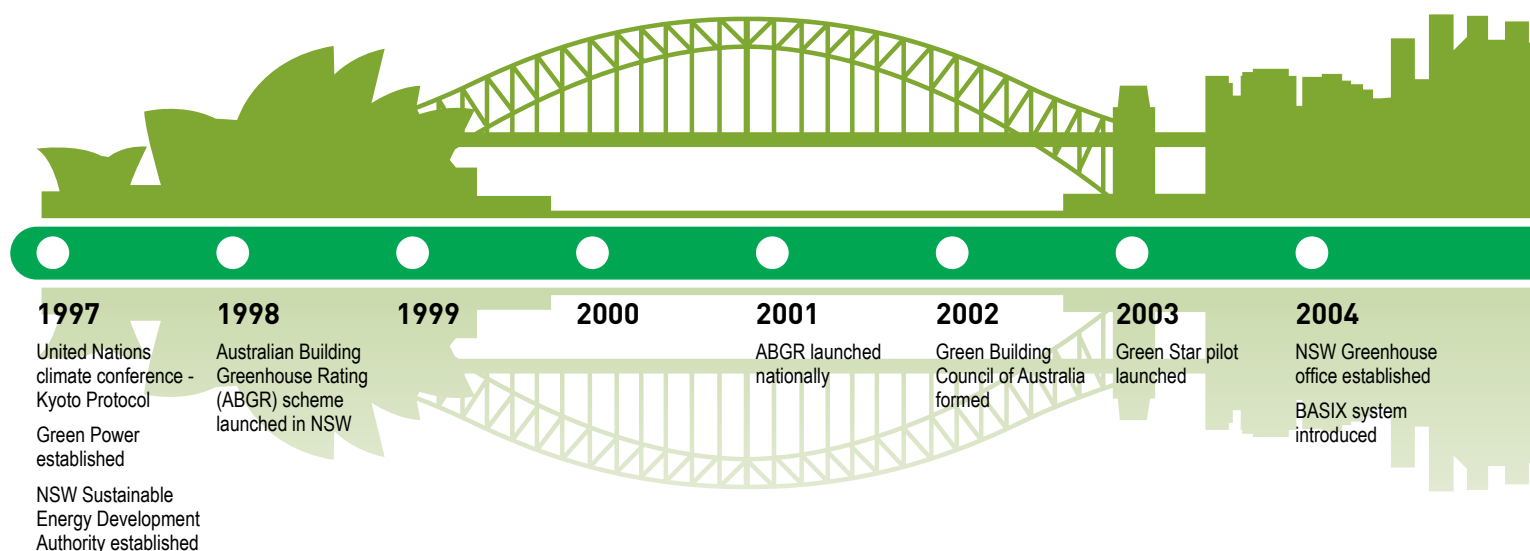 1997
United Nations
climate conference -
Kyoto Protocol
Green Power
established
NSW Sustainable
Energy Development
Authority established
1998
Australian Building
Greenhouse Rating
(ABGR) scheme
launched in NSW
1999
2000
2001
ABGR launched
nationally
2002
Green Building
Council of Australia
formed
2003
Green Star pilot
launched
2004
NSW Greenhouse
office established
BASIX system
introduced